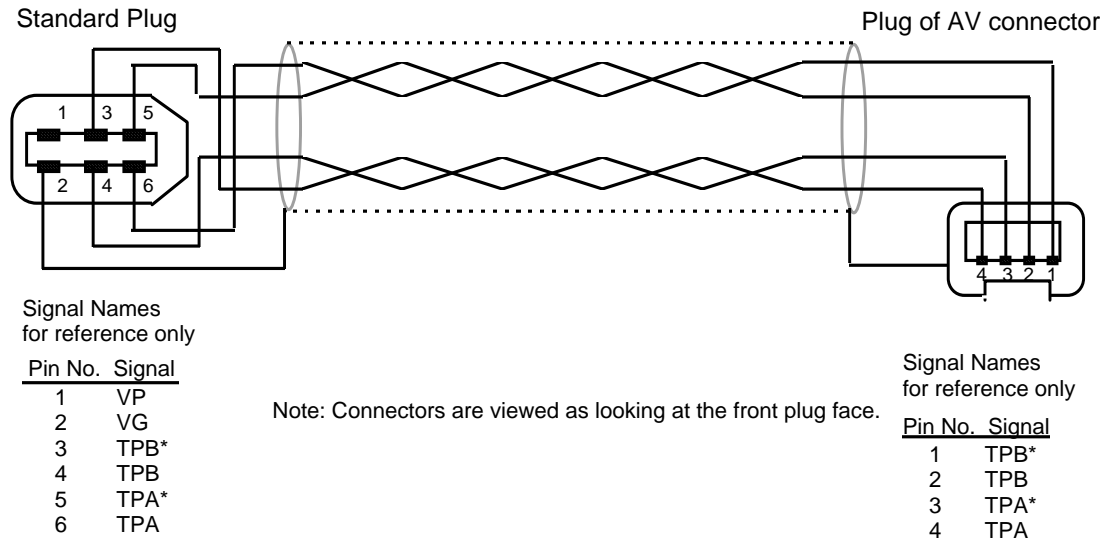 Standard Plug
Plug of AV connector
1 3 5
2 4 6
4 3 2 1
Signal Names
for reference only
Pin No. Signal
1 VP
2 VG
3 TPB*
4 TPB
5 TPA*
6 TPA
Note: Connectors are viewed as looking at the front plug face.
Signal Names
for reference only
Pin No. Signal
1 TPB*
2 TPB
3 TPA*
4 TPA